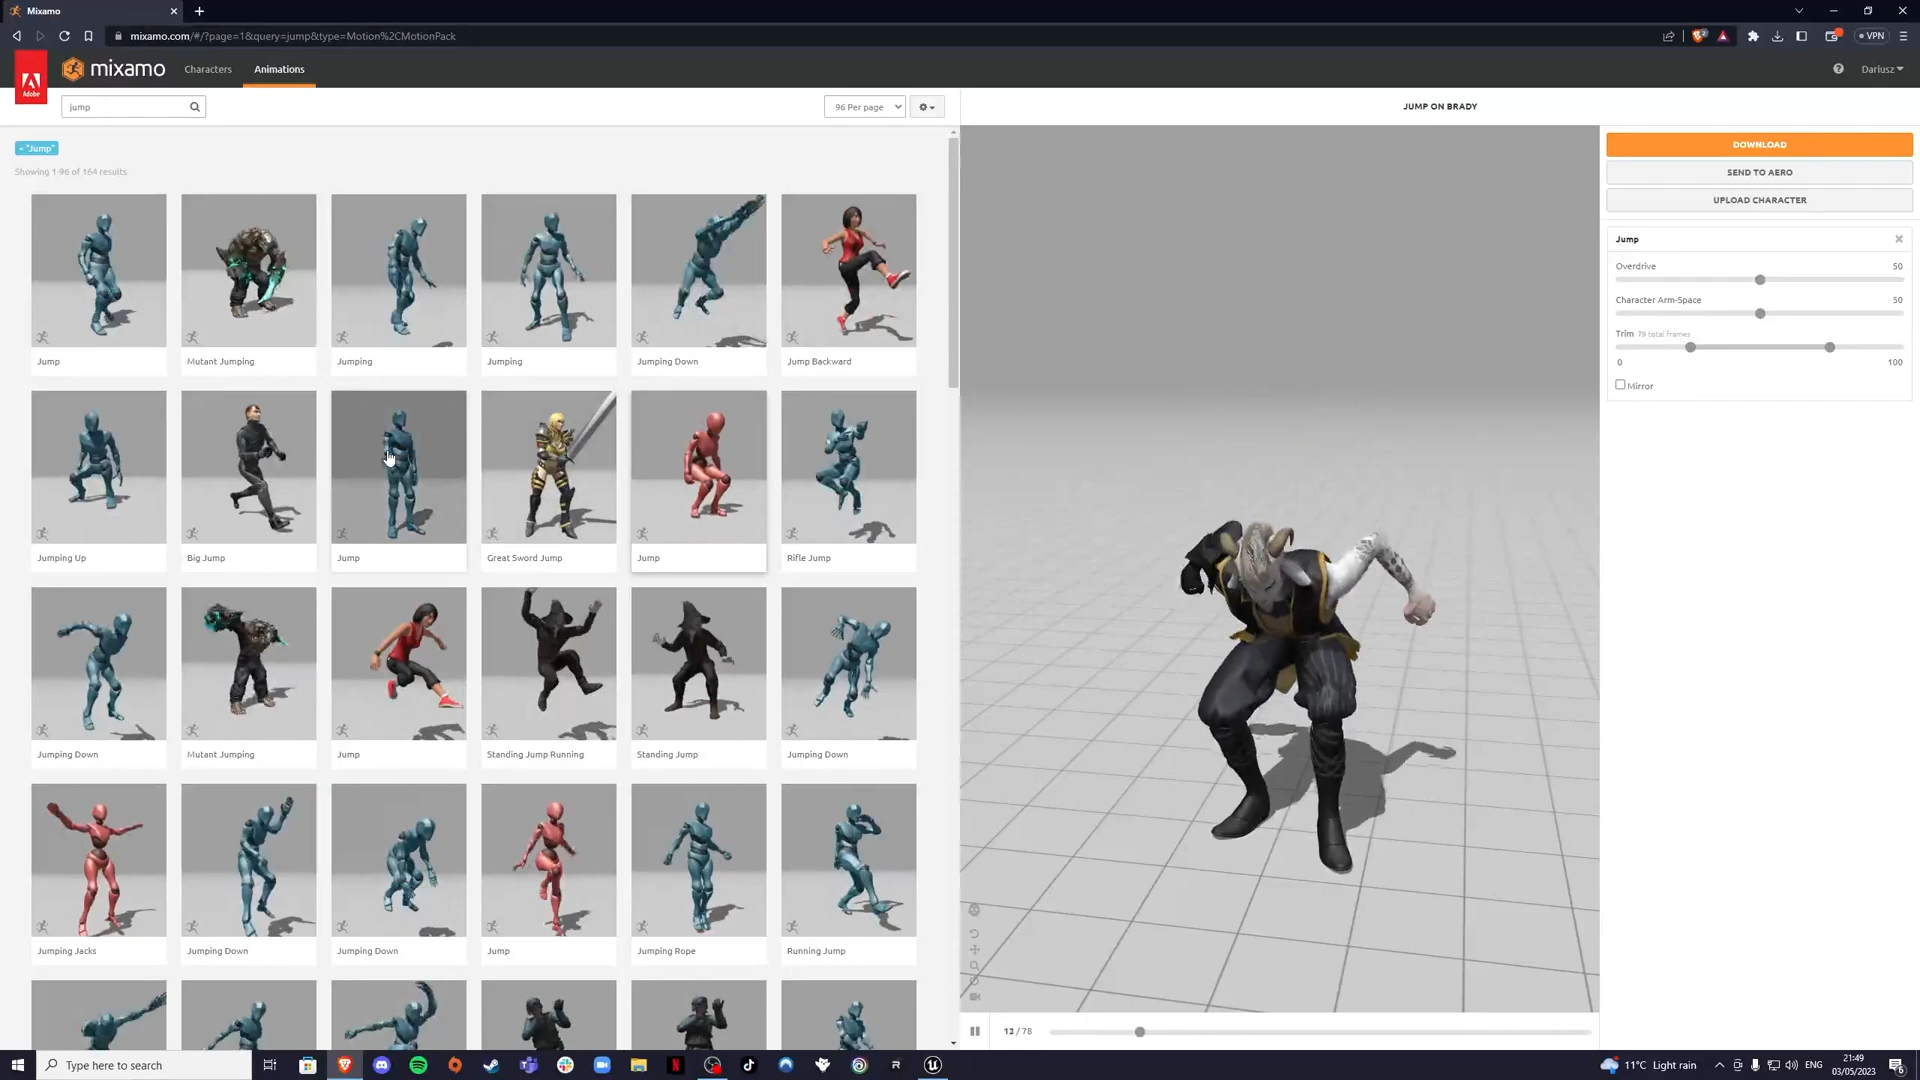 Mixamo
mixamo.com/#/?page=1&query=jump&type=Motion%2CMotionPack
VPN
Adobe
mixamo
Characters
Animations
Dariusz
jump
96 Per page
JUMP ON BRADY
"Jump"
Showing 1-96 of 164 results.
DOWNLOAD
SEND TO AERO
UPLOAD CHARACTER
Jump
Overdrive 50
Character Arm-Space 50
Trim 79 total frames
0 100
Mirror
Jump
Mutant Jumping
Jumping
Jumping
Jumping Down
Jump Backward
Jumping Up
Big Jump
Jump
Great Sword Jump
Jump
Rifle Jump
Jumping Down
Mutant Jumping
Jump
Standing Jump Running
Standing Jump
Jumping Down
Jumping Jacks
Jumping Down
Jumping Down
Jump
Jumping Rope
Running Jump
13 / 78
Type here to search
11°C Light rain
ENG
21:49
03/05/2023